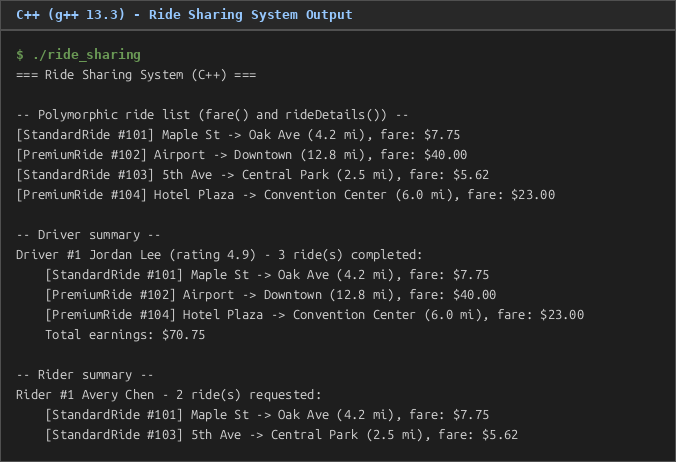 C++ (g++ 13.3) - Ride Sharing System Output
$ ./ride_sharing
=== Ride Sharing System (C++) ===
-- Polymorphic ride list (fare() and rideDetails()) --
[StandardRide #101] Maple St -> Oak Ave (4.2 mi), fare: $7.75
[PremiumRide #102] Airport -> Downtown (12.8 mi), fare: $40.00
[StandardRide #103] 5th Ave -> Central Park (2.5 mi), fare: $5.62
[PremiumRide #104] Hotel Plaza -> Convention Center (6.0 mi), fare: $23.00
-- Driver summary --
Driver #1 Jordan Lee (rating 4.9) - 3 ride(s) completed:
    [StandardRide #101] Maple St -> Oak Ave (4.2 mi), fare: $7.75
    [PremiumRide #102] Airport -> Downtown (12.8 mi), fare: $40.00
    [PremiumRide #104] Hotel Plaza -> Convention Center (6.0 mi), fare: $23.00
    Total earnings: $70.75
-- Rider summary --
Rider #1 Avery Chen - 2 ride(s) requested:
    [StandardRide #101] Maple St -> Oak Ave (4.2 mi), fare: $7.75
    [StandardRide #103] 5th Ave -> Central Park (2.5 mi), fare: $5.62